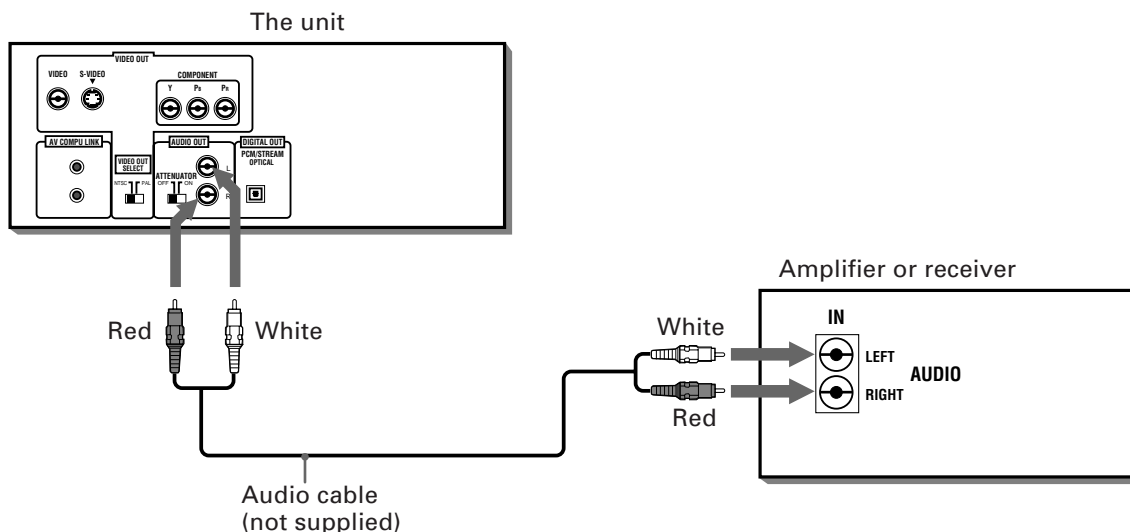 The unit
VIDEO OUT
VIDEO S-VIDEO
COMPONENT
Y PB PR
AV COMPU LINK
VIDEO OUT
SELECT
NTSC PAL
AUDIO OUT
ATTENUATOR
OFF ON
L
R
DIGITAL OUT
PCM/STREAM
OPTICAL
Red
White
Audio cable
(not supplied)
White
Red
Amplifier or receiver
IN
LEFT
RIGHT
AUDIO